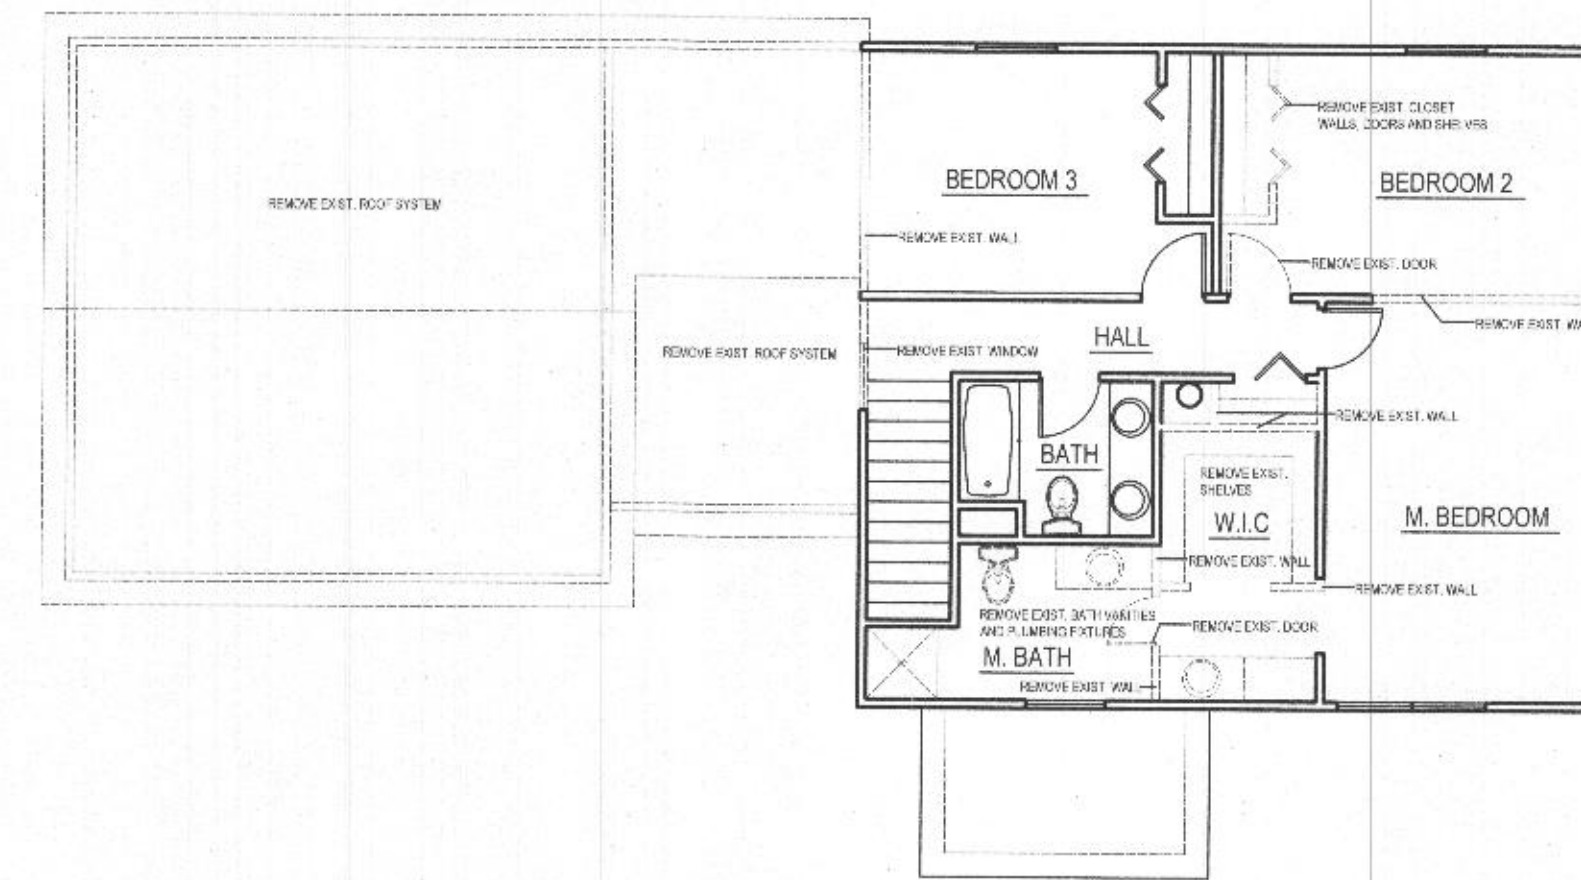 REMOVE EXIST. CLOSET
WALLS, DOORS AND SHELVES
BEDROOM 3
BEDROOM 2
REMOVE EXIST. ROOF SYSTEM
REMOVE EXIST. WALL
REMOVE EXIST. DOOR
REMOVE EXIST. WA
HALL
REMOVE EXIST. ROOF SYSTEM
REMOVE EXIST. WINDOW
REMOVE EXIST. WALL
BATH
REMOVE EXIST.
SHELVES
W.I.C
M. BEDROOM
REMOVE EXIST. WALL
REMOVE EXIST. WALL
REMOVE EXIST. BATH VANITIES
AND PLUMBING FIXTURES
REMOVE EXIST. DOOR
M. BATH
REMOVE EXIST. WALL